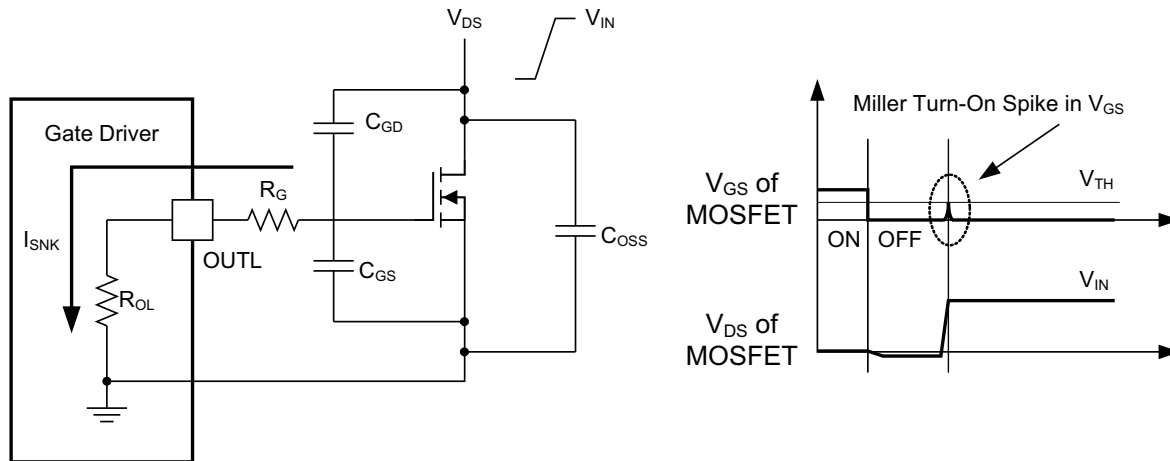 V_DS
V_IN
Gate Driver
C_GD
R_G
I_SNK
OUTL
C_GS
C_OSS
R_OL
Miller Turn-On Spike in V_GS
V_GS of
MOSFET
V_TH
ON
OFF
V_IN
V_DS of
MOSFET